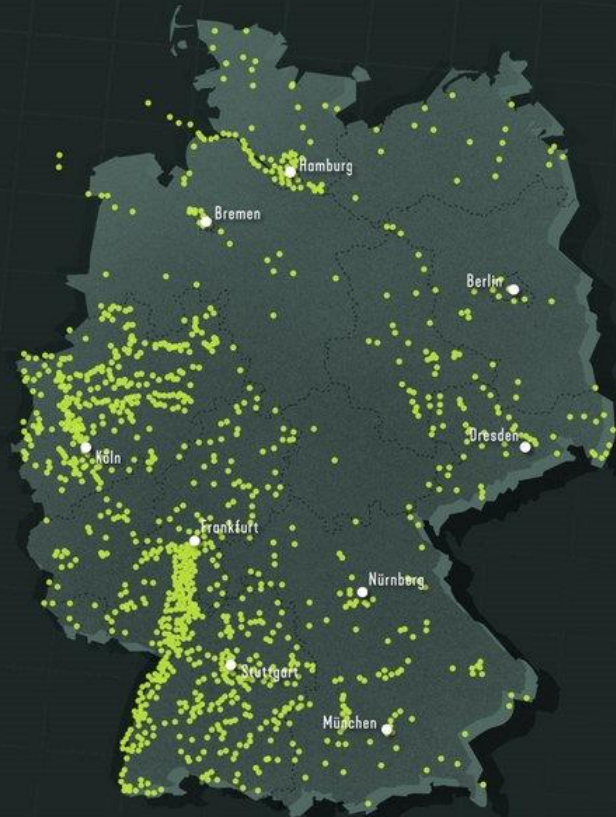 Hamburg
Bremen
Berlin
Dresden
Köln
Frankfurt
Nürnberg
Stuttgart
München